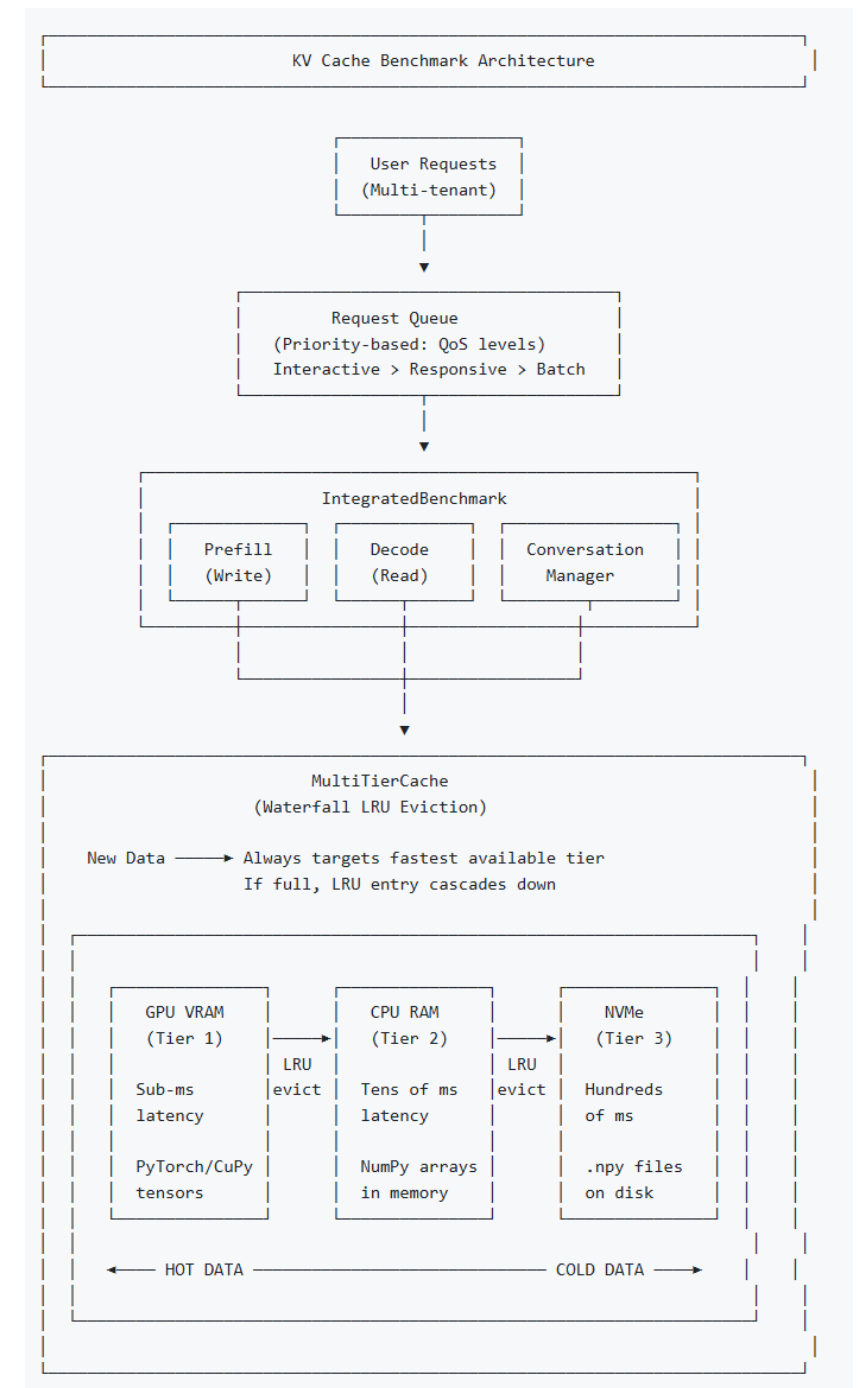 KV Cache Benchmark Architecture
User Requests
(Multi-tenant)
Request Queue
(Priority-based: QoS levels)
Interactive > Responsive > Batch
IntegratedBenchmark
Prefill Decode Conversation
(Write) (Read) Manager
MultiTierCache
(Waterfall LRU Eviction)
New Data ────► Always targets fastest available tier
If full, LRU entry cascades down
GPU VRAM CPU RAM NVMe
(Tier 1) (Tier 2) (Tier 3)
LRU LRU
Sub-ms evict Tens of ms evict Hundreds
latency latency of ms
PyTorch/CuPy NumPy arrays .npy files
tensors in memory on disk
◄──── HOT DATA ──────────────── COLD DATA ────►